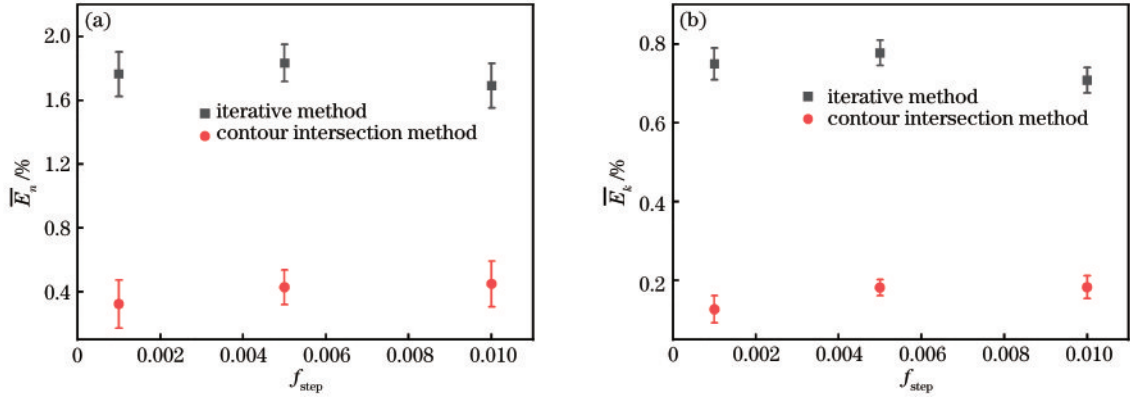 (a)
2.0
1.6
1.2
0.8
0.4
E̅ₙ/%
iterative method
contour intersection method
0 0.002 0.004 0.006 0.008 0.010
f_step
(b)
0.8
0.6
0.4
0.2
E̅ₖ/%
iterative method
contour intersection method
0 0.002 0.004 0.006 0.008 0.010
f_step